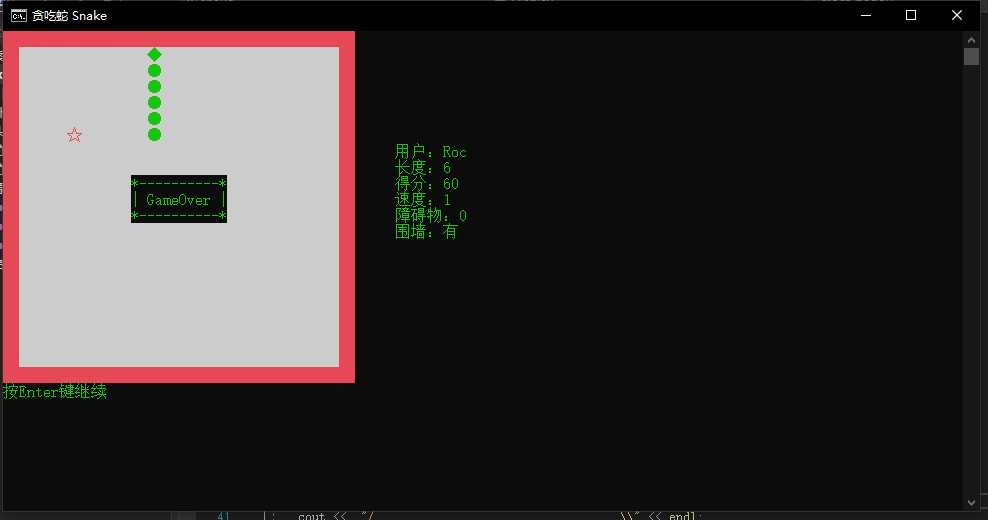 贪吃蛇 Snake
用户：Roc
长度：6
得分：60
速度：1
障碍物：0
围墙：有
*----------*
| GameOver |
*----------*
按Enter键继续
41 cout << "/ \\" << endl;